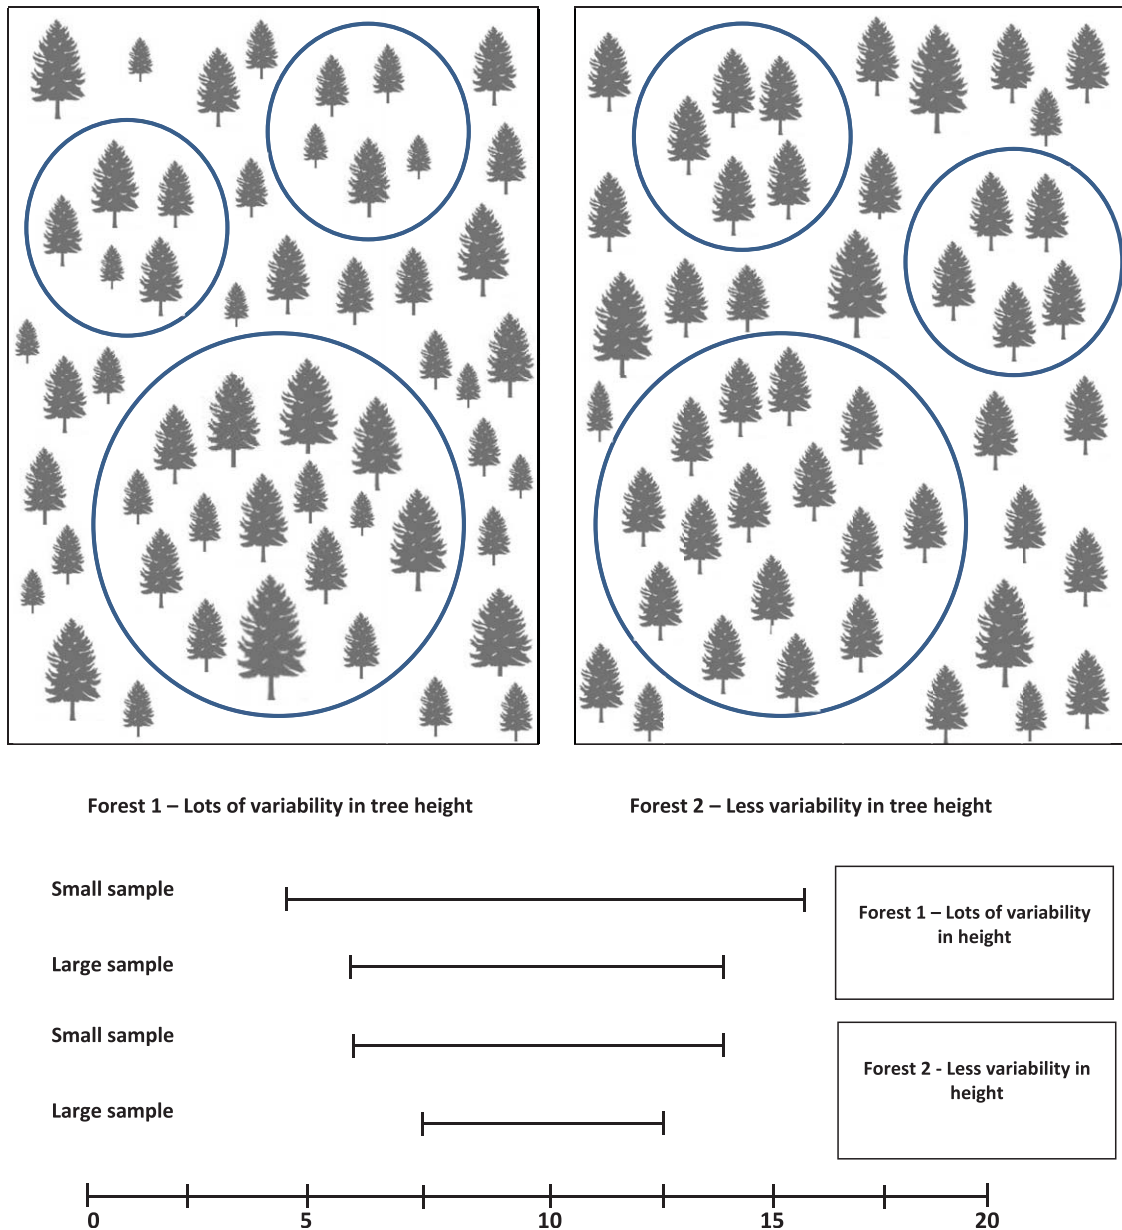 Forest 1 – Lots of variability in tree height
Forest 2 – Less variability in tree height
Small sample
Large sample
Small sample
Large sample
Forest 1 – Lots of variability
in height
Forest 2 - Less variability in
height
0 5 10 15 20